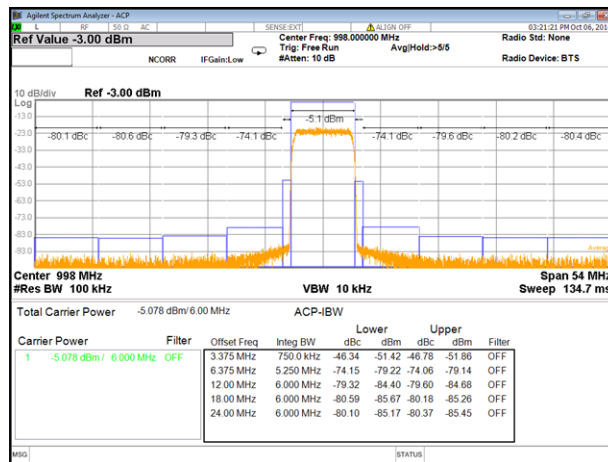 Agilent Spectrum Analyzer - ACP
L RF 50 Ω AC SENSE:EXT ALIGN OFF 03:21:21 PM Oct 06, 201
Ref Value -3.00 dBm
Center Freq: 998.000000 MHz Radio Std: None
Trig: Free Run Avg|Hold:>5/5
NCORR IFGain:Low #Atten: 10 dB Radio Device: BTS
10 dB/div Ref -3.00 dBm
Log
-13.0
-5.1 dBm
-23.0
-80.1 dBc -80.6 dBc -79.3 dBc -74.1 dBc -74.1 dBc -79.6 dBc -80.2 dBc -80.4 dBc
-33.0
-43.0
-53.0
-63.0
-73.0
-83.0
-93.0
Center 998 MHz Span 54 MHz
#Res BW 100 kHz VBW 10 kHz Sweep 134.7 ms
Total Carrier Power -5.078 dBm/ 6.00 MHz ACP-IBW
Lower Upper
Carrier Power Filter Offset Freq Integ BW dBc dBm dBc dBm Filter
1 -5.078 dBm / 6.000 MHz OFF
3.375 MHz 750.0 kHz -46.34 -51.42 -46.78 -51.86 OFF
6.375 MHz 5.250 MHz -74.15 -79.22 -74.06 -79.14 OFF
12.00 MHz 6.000 MHz -79.32 -84.40 -79.60 -84.68 OFF
18.00 MHz 6.000 MHz -80.59 -85.67 -80.18 -85.26 OFF
24.00 MHz 6.000 MHz -80.10 -85.17 -80.37 -85.45 OFF
MSG STATUS